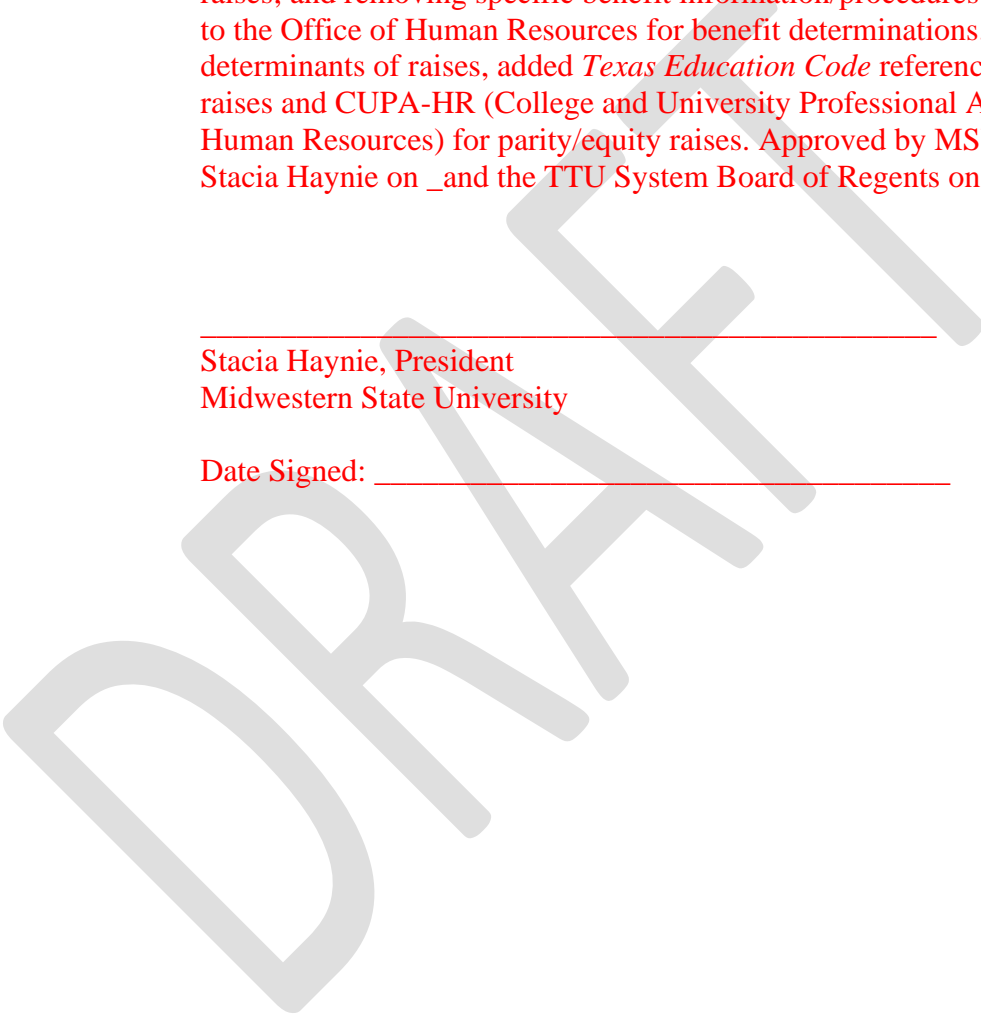 raises, and removing specific benefit information/procedures
to the Office of Human Resources for benefit determinations
determinants of raises, added Texas Education Code
raises and CUPA-HR (College and University Professional
Human Resources) for parity/equity raises. Approved by
Stacia Haynie on _and the TTU System Board of Regents on
______________________________________________
Stacia Haynie, President
Midwestern State University
Date Signed: ____________________________________
DRAFT